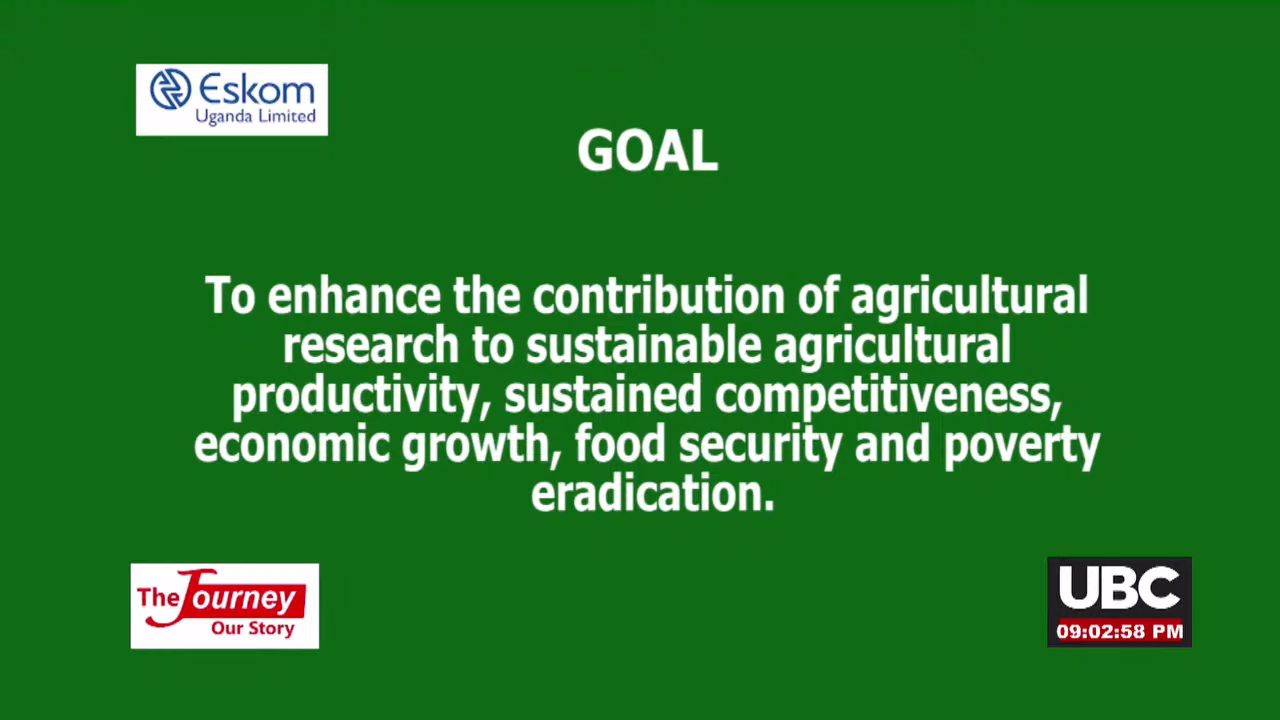 Eskom
Uganda Limited
GOAL
To enhance the contribution of agricultural
research to sustainable agricultural
productivity, sustained competitiveness,
economic growth, food security and poverty
eradication.
The Journey
Our Story
UBC
09:02:58 PM